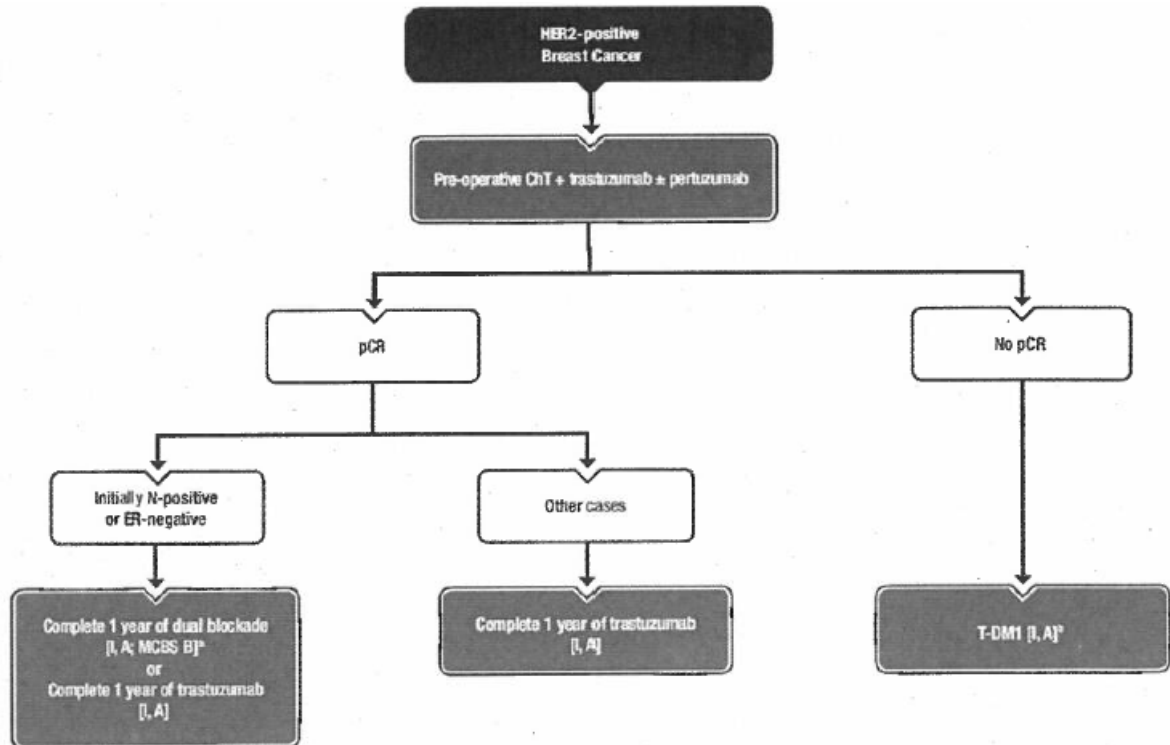 HER2-positive
Breast Cancer
Pre-operative ChT + trastuzumab ± pertuzumab
pCR
No pCR
Initially N-positive
or ER-negative
Other cases
Complete 1 year of dual blockade
[I, A; MCBS B]ᵃ
or
Complete 1 year of trastuzumab
[I, A]
Complete 1 year of trastuzumab
[I, A]
T-DM1 [I, A]ᵇ